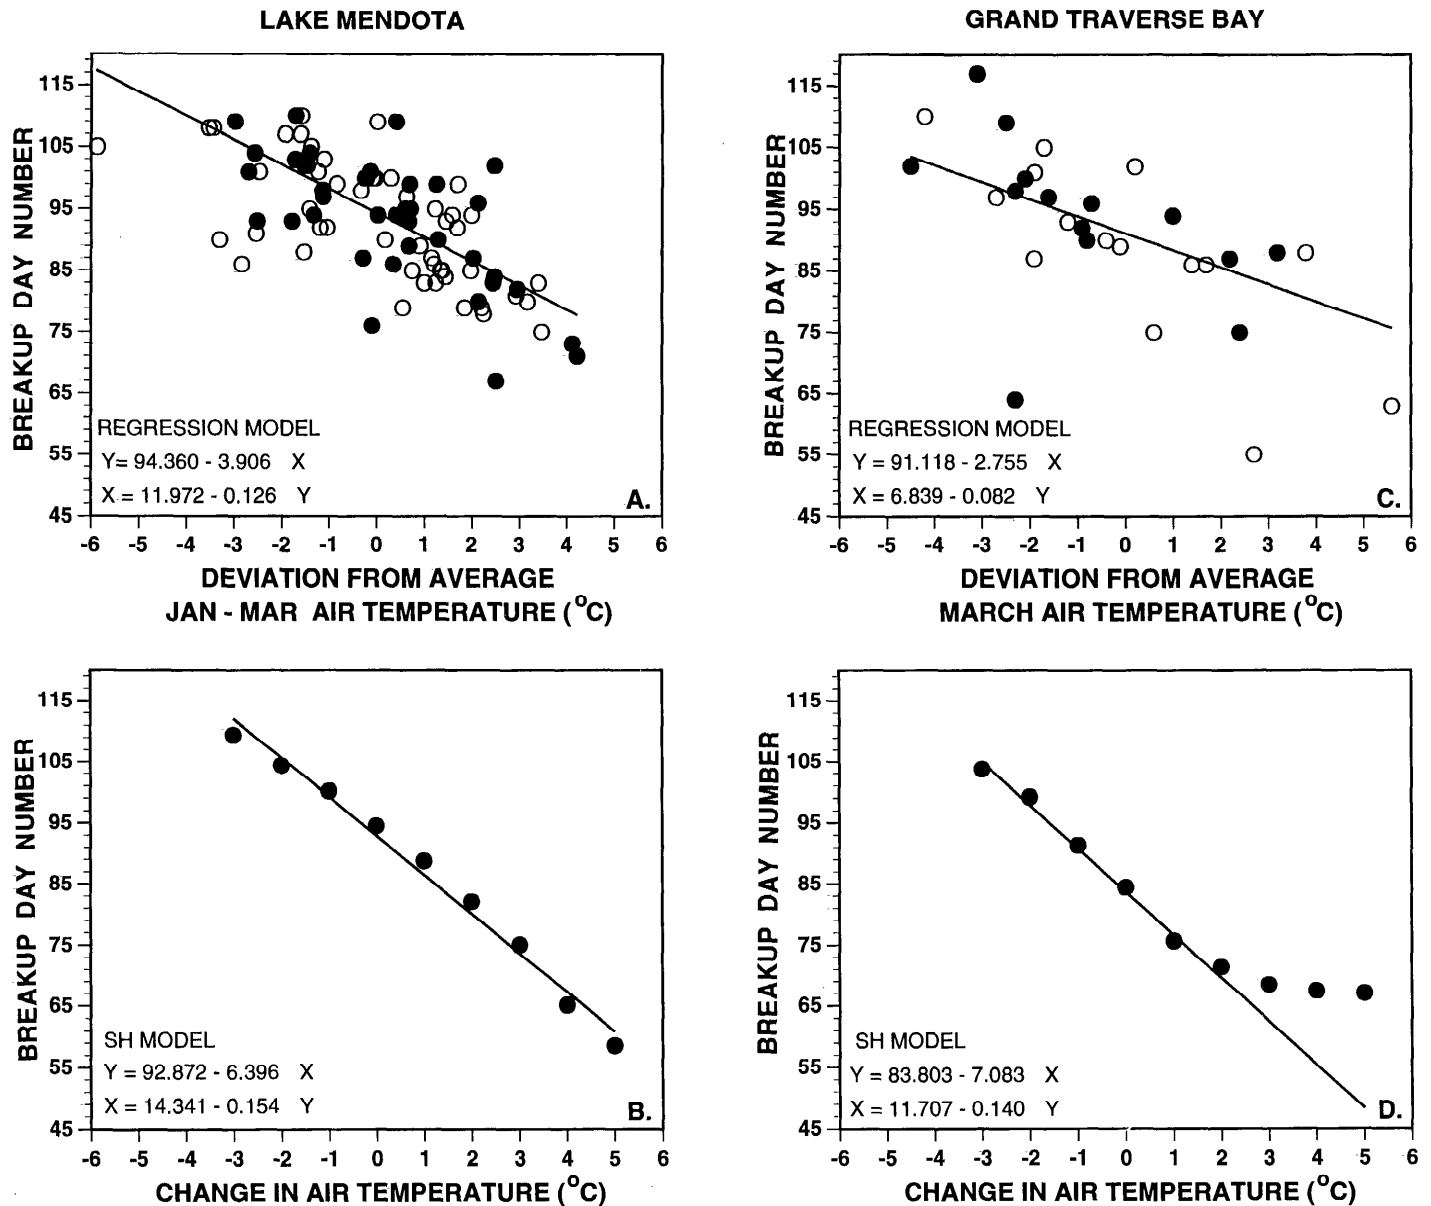 LAKE MENDOTA
BREAKUP DAY NUMBER
115
105
95
85
75
65
55
45
REGRESSION MODEL
Y= 94.360 - 3.906 X
X = 11.972 - 0.126 Y
A.
-6 -5 -4 -3 -2 -1 0 1 2 3 4 5 6
DEVIATION FROM AVERAGE
JAN - MAR AIR TEMPERATURE (°C)
GRAND TRAVERSE BAY
BREAKUP DAY NUMBER
115
105
95
85
75
65
55
45
REGRESSION MODEL
Y = 91.118 - 2.755 X
X = 6.839 - 0.082 Y
C.
-6 -5 -4 -3 -2 -1 0 1 2 3 4 5 6
DEVIATION FROM AVERAGE
MARCH AIR TEMPERATURE (°C)
BREAKUP DAY NUMBER
115
105
95
85
75
65
55
45
SH MODEL
Y = 92.872 - 6.396 X
X = 14.341 - 0.154 Y
B.
-6 -5 -4 -3 -2 -1 0 1 2 3 4 5 6
CHANGE IN AIR TEMPERATURE (°C)
BREAKUP DAY NUMBER
115
105
95
85
75
65
55
45
SH MODEL
Y = 83.803 - 7.083 X
X = 11.707 - 0.140 Y
D.
-6 -5 -4 -3 -2 -1 0 1 2 3 4 5 6
CHANGE IN AIR TEMPERATURE (°C)